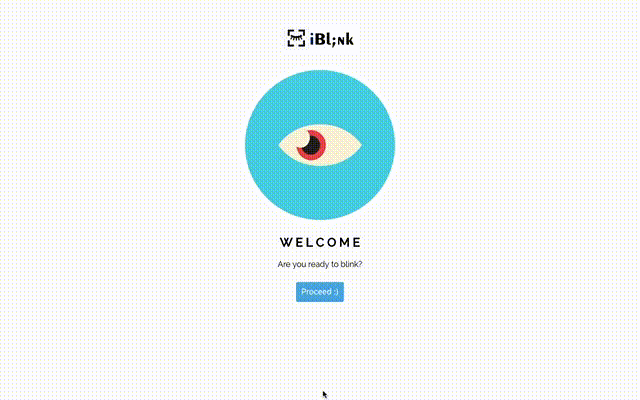 iBl;nk
WELCOME
Are you ready to blink?
Proceed :)